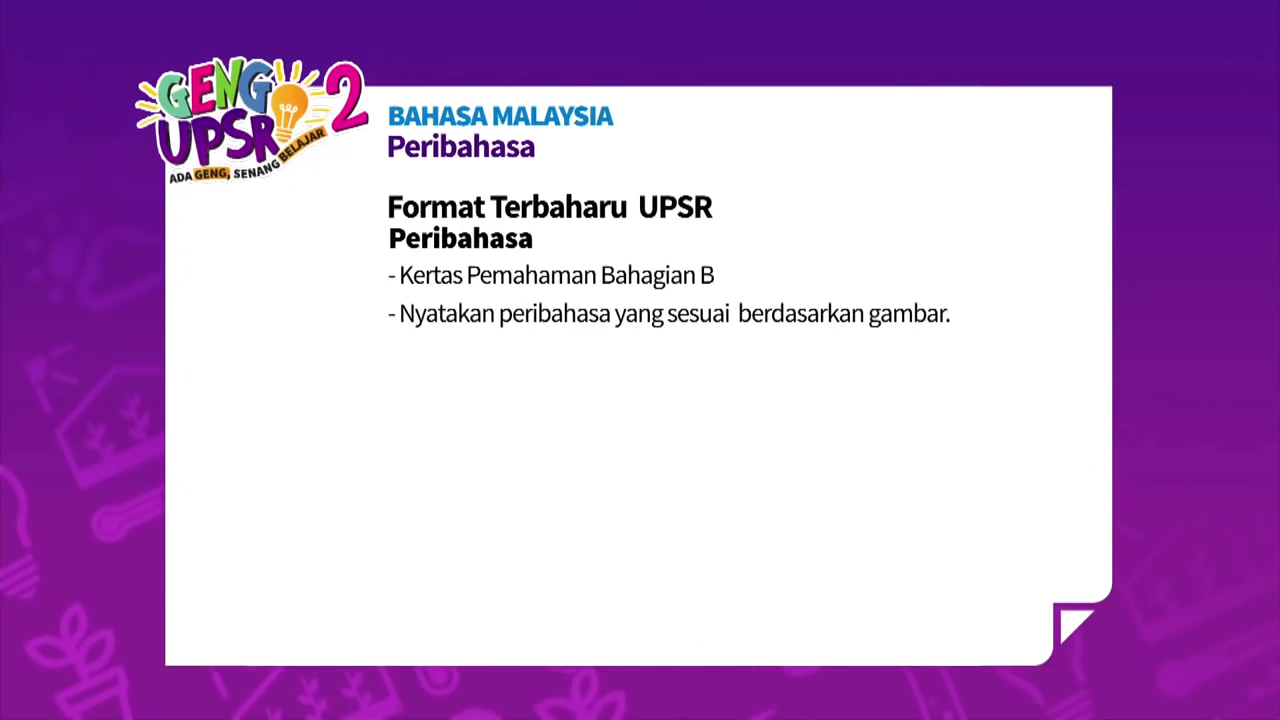 GENG
UPSR 2
ADA GENG, SENANG BELAJAR
BAHASA MALAYSIA
Peribahasa
Format Terbaharu UPSR
Peribahasa
- Kertas Pemahaman Bahagian B
- Nyatakan peribahasa yang sesuai berdasarkan gambar.